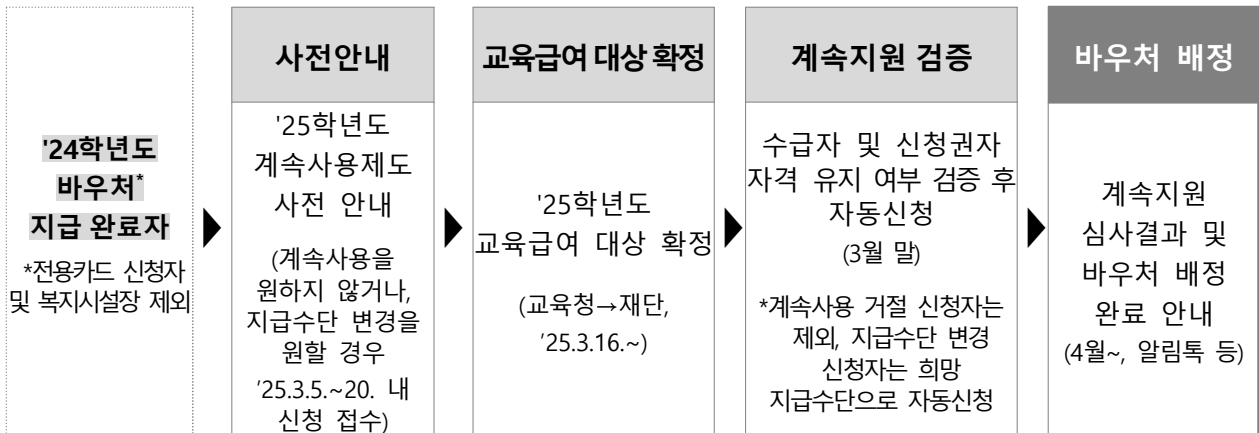 '24학년도
바우처*
지급 완료자
*전용카드 신청자
및 복지시설장 제외
사전안내
'25학년도
계속사용제도
사전 안내
(계속사용을
원하지 않거나,
지급수단 변경을
원할 경우
'25.3.5.~20. 내
신청 접수)
교육급여 대상 확정
'25학년도
교육급여 대상 확정
(교육청→재단,
'25.3.16.~)
계속지원 검증
수급자 및 신청권자
자격 유지 여부 검증 후
자동신청
(3월 말)
*계속사용 거절 신청자는
제외, 지급수단 변경
신청자는 희망
지급수단으로 자동신청
바우처 배정
계속지원
심사결과 및
바우처 배정
완료 안내
(4월~, 알림톡 등)